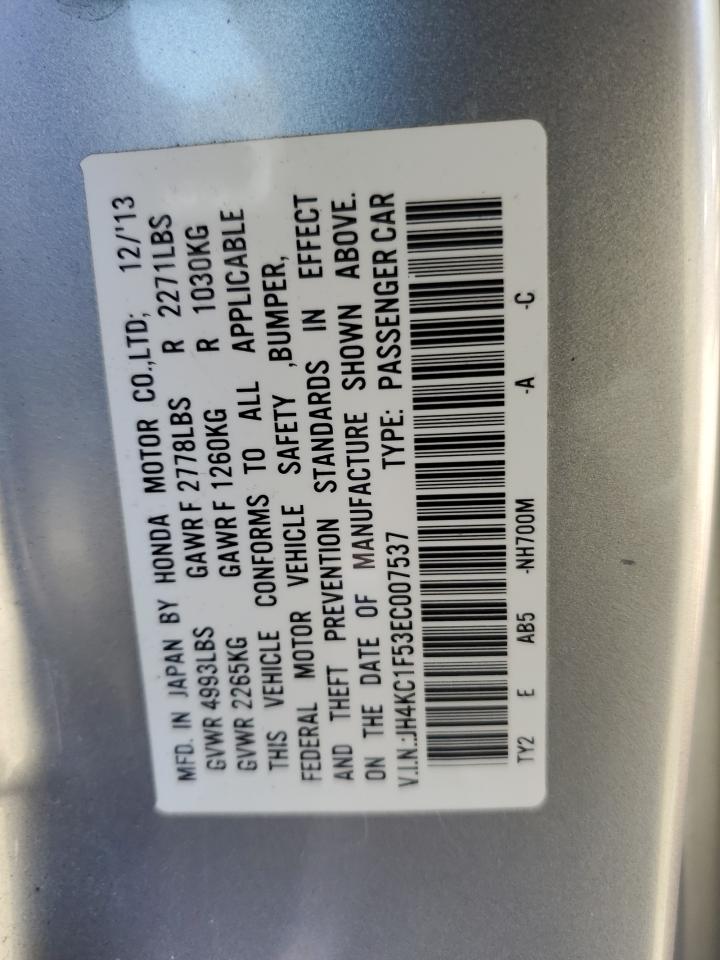 MFD. IN JAPAN BY HONDA MOTOR CO.,LTD; 12/'13
GVWR 4993LBS GAWR F 2778LBS R 2271LBS
GVWR 2265KG GAWR F 1260KG R 1030KG
THIS VEHICLE CONFORMS TO ALL APPLICABLE
FEDERAL MOTOR VEHICLE SAFETY ,BUMPER,
AND THEFT PREVENTION STANDARDS IN EFFECT
ON THE DATE OF MANUFACTURE SHOWN ABOVE.
V.I.N.:JH4KC1F53EC007537 TYPE: PASSENGER CAR
TY2 E AB5 -NH700M -A -C